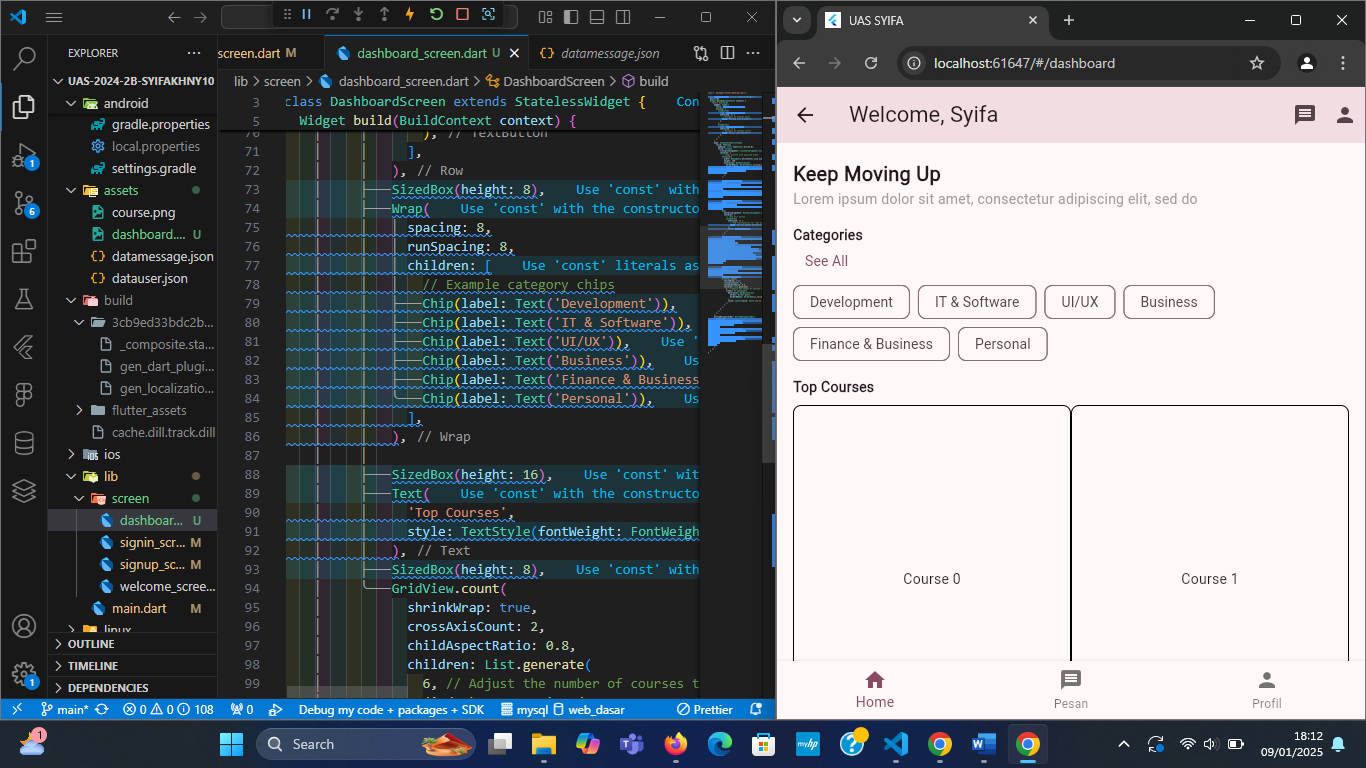 EXPLORER
UAS-2024-2B-SYIFAKHNY10
android
gradle.properties
local.properties
settings.gradle
assets
course.png
dashboard.... U
datamessage.json
datauser.json
build
3cb9ed33bdc2b...
_composite.sta...
gen_dart_plugi...
gen_localizatio...
flutter_assets
cache.dill.track.dill
ios
lib
screen
dashboar... U
signin_scr... M
signup_sc... M
welcome_scree...
main.dart M
linux
OUTLINE
TIMELINE
DEPENDENCIES
1
6
1
screen.dart M
dashboard_screen.dart U
datamessage.json
lib > screen > dashboard_screen.dart > DashboardScreen > build
3 class DashboardScreen extends StatelessWidget { Con
5 Widget build(BuildContext context) {
70 ), // TextButton
71 ],
72 ), // Row
73 SizedBox(height: 8), Use 'const' with
74 Wrap( Use 'const' with the constructo
75 spacing: 8,
76 runSpacing: 8,
77 children: [ Use 'const' literals as
78 // Example category chips
79 Chip(label: Text('Development')),
80 Chip(label: Text('IT & Software')),
81 Chip(label: Text('UI/UX')), Use '
82 Chip(label: Text('Business')), Us
83 Chip(label: Text('Finance & Business
84 Chip(label: Text('Personal')), Us
85 ],
86 ), // Wrap
87
88 SizedBox(height: 16), Use 'const' wit
89 Text( Use 'const' with the constructo
90 'Top Courses',
91 style: TextStyle(fontWeight: FontWeigh
92 ), // Text
93 SizedBox(height: 8), Use 'const' with
94 GridView.count(
95 shrinkWrap: true,
96 crossAxisCount: 2,
97 childAspectRatio: 0.8,
98 children: List.generate(
99 6, // Adjust the number of courses t
main* 0 0 108 0 Debug my code + packages + SDK mysql web_dasar Prettier
UAS SYIFA
localhost:61647/#/dashboard
Welcome, Syifa
Keep Moving Up
Lorem ipsum dolor sit amet, consectetur adipiscing elit, sed do
Categories
See All
Development IT & Software UI/UX Business
Finance & Business Personal
Top Courses
Course 0 Course 1
Home Pesan Profil
1
Search
18:12
09/01/2025